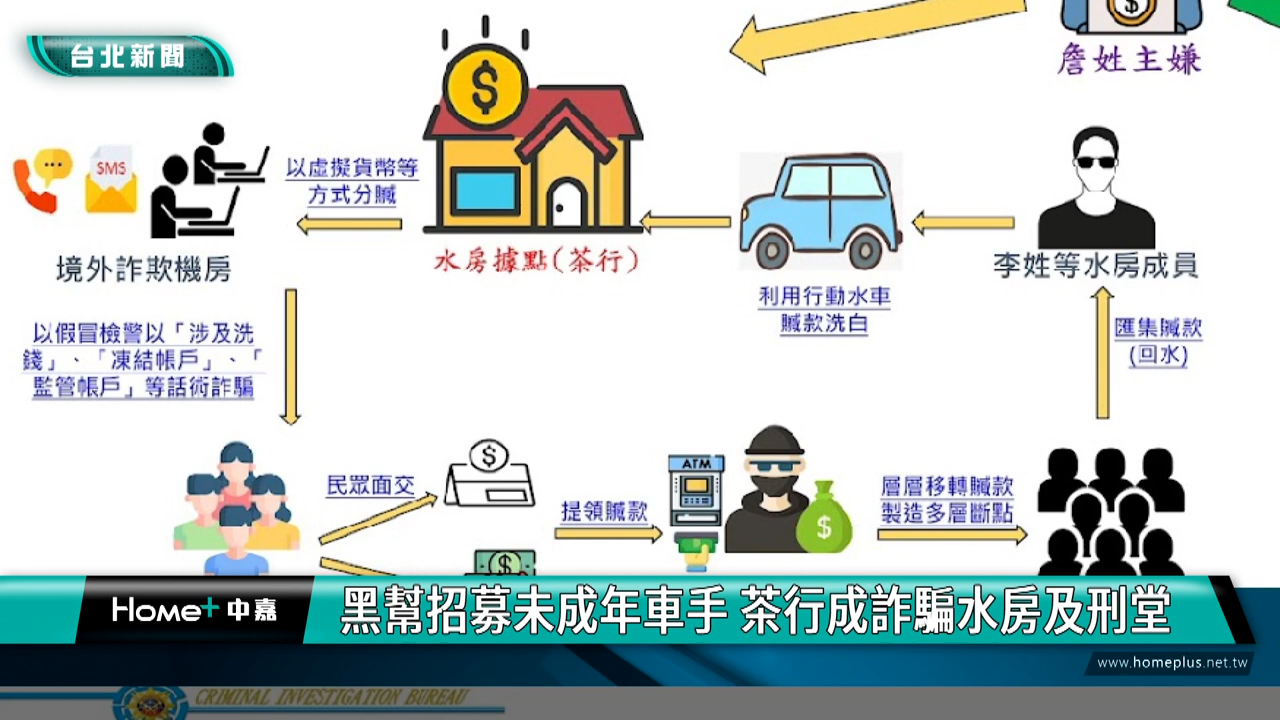 台北新聞
詹姓主嫌
SMS
以虛擬貨幣等
方式分贓
境外詐欺機房
水房據點(茶行)
利用行動水車
贓款洗白
李姓等水房成員
以假冒檢警以「涉及洗
錢」、「凍結帳戶」、「
監管帳戶」等話術詐騙
匯集贓款
(回水)
民眾面交
提領贓款
ATM
層層移轉贓款
製造多層斷點
Home+中嘉
黑幫招募未成年車手 茶行成詐騙水房及刑堂
www.homeplus.net.tw
CRIMINAL INVESTIGATION BUREAU